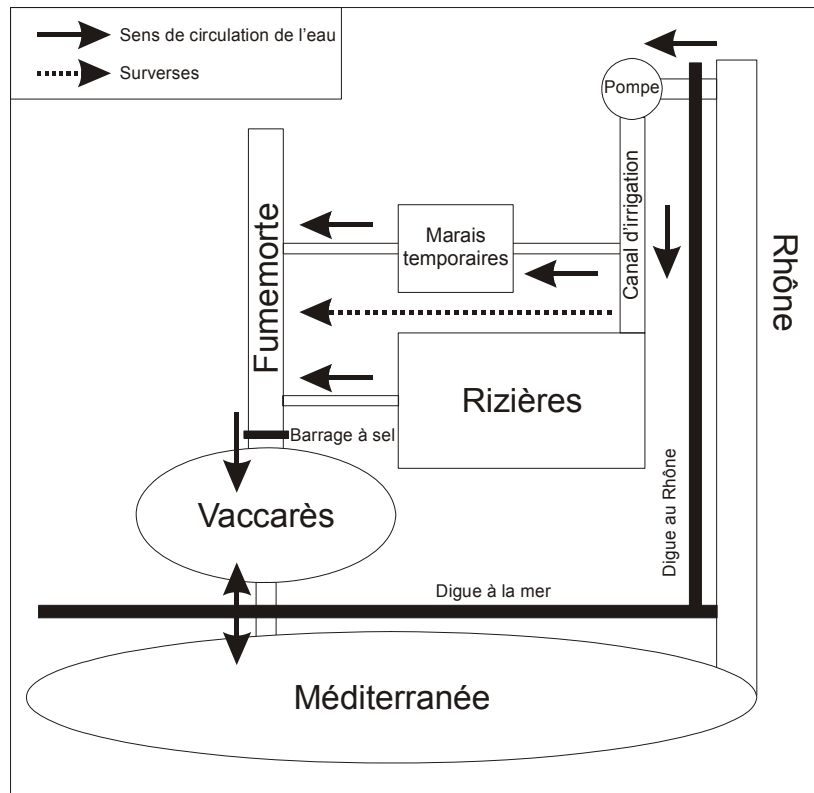 Sens de circulation de l'eau
Surverses
Pompe
Canal d'irrigation
Marais
temporaires
Fumemorte
Rhône
Rizières
Barrage à sel
Vaccarès
Digue au Rhône
Digue à la mer
Méditerranée